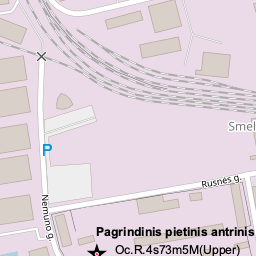 Smel
P
Rusnės g.
Nemuno g.
Pagrindinis pietinis antrinis
Oc.R.4s73m5M(Upper)